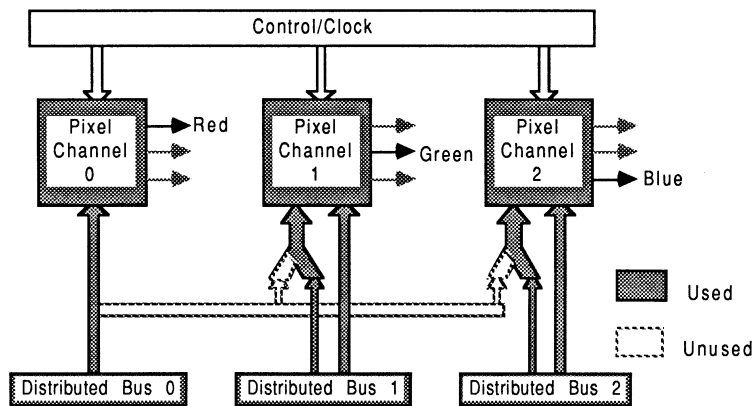 Control/Clock
Pixel
Channel
0
Red
Pixel
Channel
1
Green
Pixel
Channel
2
Blue
Used
Unused
Distributed Bus 0
Distributed Bus 1
Distributed Bus 2